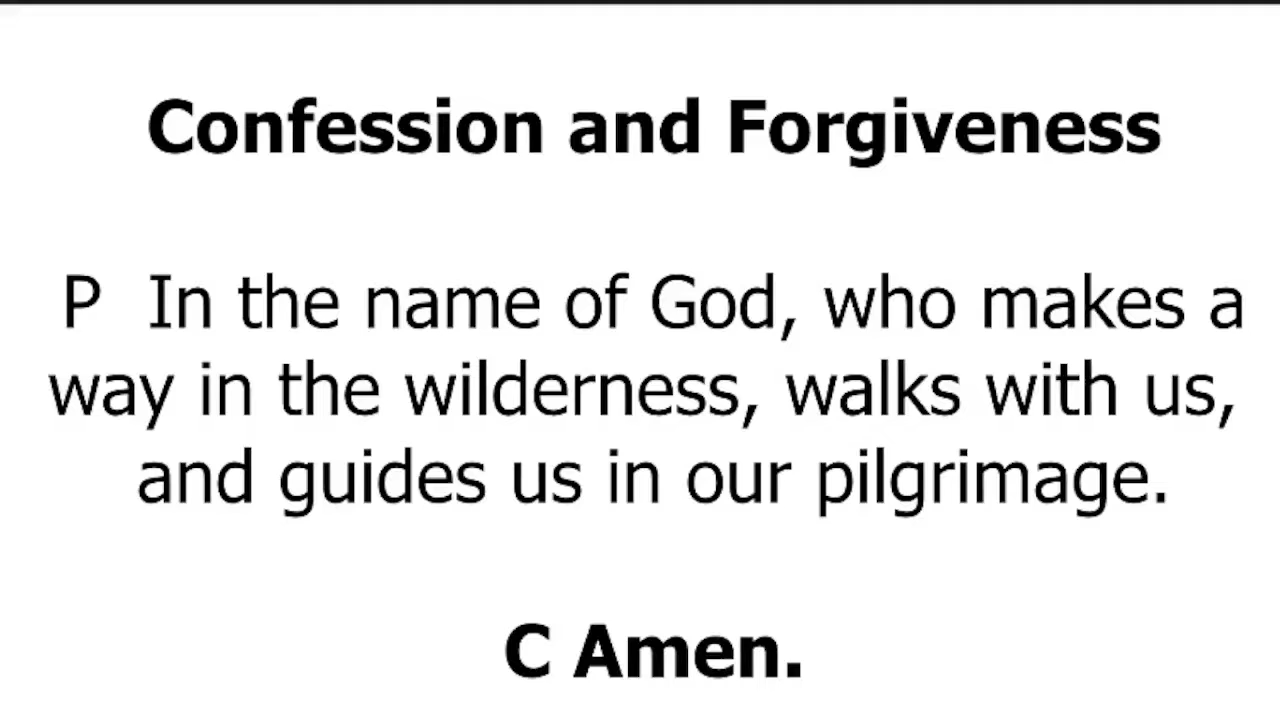 Confession and Forgiveness
P In the name of God, who makes a
way in the wilderness, walks with us,
and guides us in our pilgrimage.
C Amen.